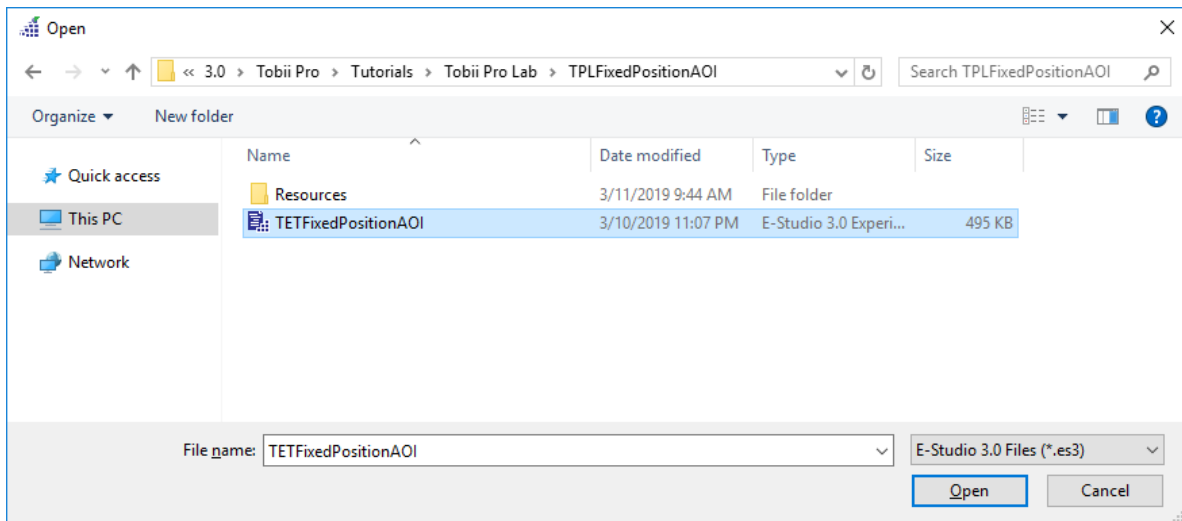 Open
« 3.0 > Tobii Pro > Tutorials > Tobii Pro Lab > TPLFixedPositionAOI
Search TPLFixedPositionAOI
Organize New folder
Name Date modified Type Size
Quick access
Resources 3/11/2019 9:44 AM File folder
This PC
TETFixedPositionAOI 3/10/2019 11:07 PM E-Studio 3.0 Experi... 495 KB
Network
File name: TETFixedPositionAOI E-Studio 3.0 Files (*.es3)
Open Cancel